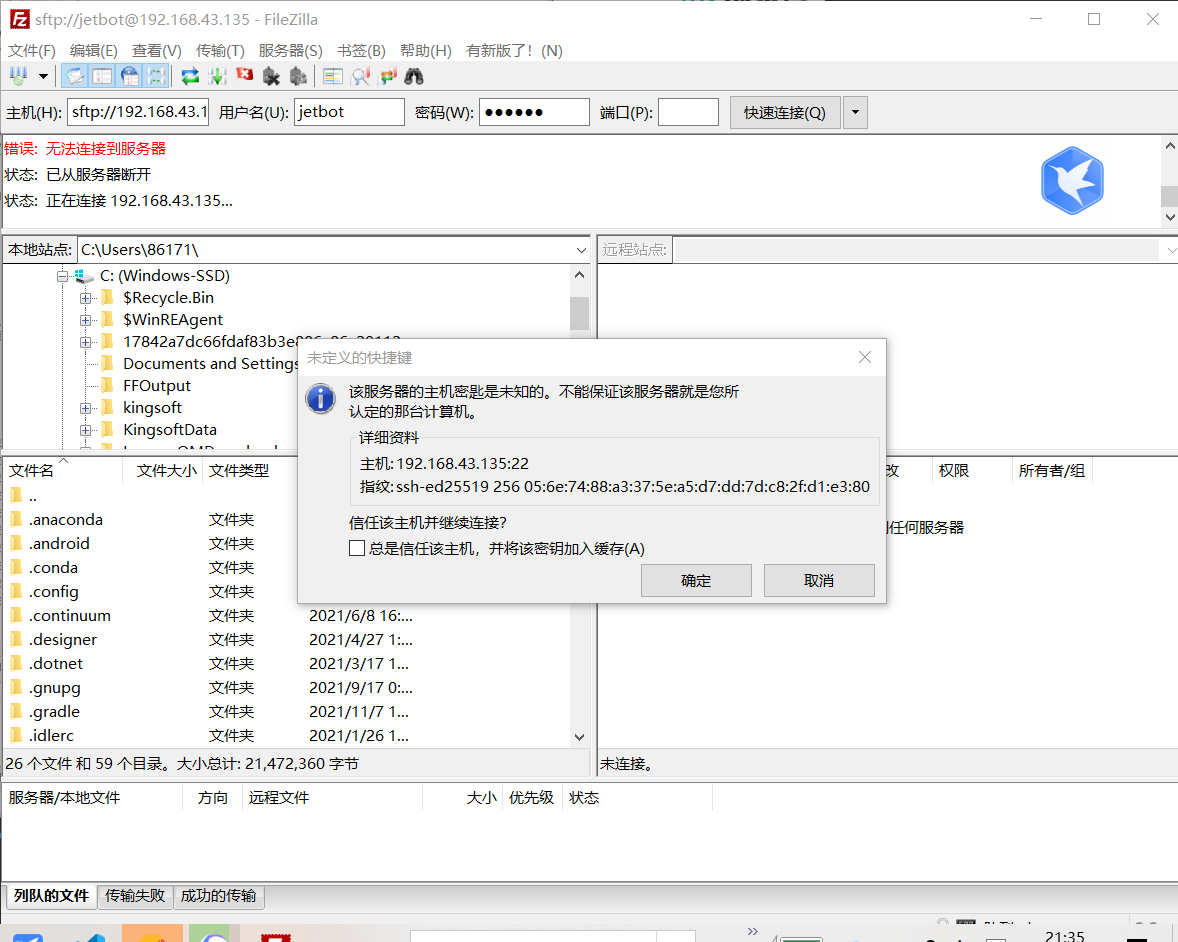 sftp://jetbot@192.168.43.135 - FileZilla
文件(F) 编辑(E) 查看(V) 传输(T) 服务器(S) 书签(B) 帮助(H) 有新版了！(N)
主机(H): sftp://192.168.43.1 用户名(U): jetbot 密码(W): ●●●●●● 端口(P): 快速连接(Q)
错误: 无法连接到服务器
状态: 已从服务器断开
状态: 正在连接 192.168.43.135...
本地站点: C:\Users\86171\
远程站点:
C: (Windows-SSD)
$Recycle.Bin
$WinREAgent
Documents and Settings
FFOutput
kingsoft
KingsoftData
未定义的快捷键
该服务器的主机密匙是未知的。不能保证该服务器就是您所
认定的那台计算机。
详细资料
主机: 192.168.43.135:22
指纹: ssh-ed25519 256 05:6e:74:88:a3:37:5e:a5:d7:dd:7d:c8:2f:d1:e3:80
信任该主机并继续连接?
总是信任该主机，并将该密钥加入缓存(A)
确定 取消
文件名 文件大小 文件类型
改 权限 所有者/组
..
.anaconda 文件夹
.android 文件夹
.conda 文件夹
.config 文件夹
.continuum 文件夹 2021/6/8 16:...
.designer 文件夹 2021/4/27 1:...
.dotnet 文件夹 2021/3/17 1...
.gnupg 文件夹 2021/9/17 0:...
.gradle 文件夹 2021/11/7 1...
.idlerc 文件夹 2021/1/26 1...
任何服务器
26 个文件 和 59 个目录。大小总计: 21,472,360 字节
未连接。
服务器/本地文件 方向 远程文件 大小 优先级 状态
列队的文件 传输失败 成功的传输
21:35